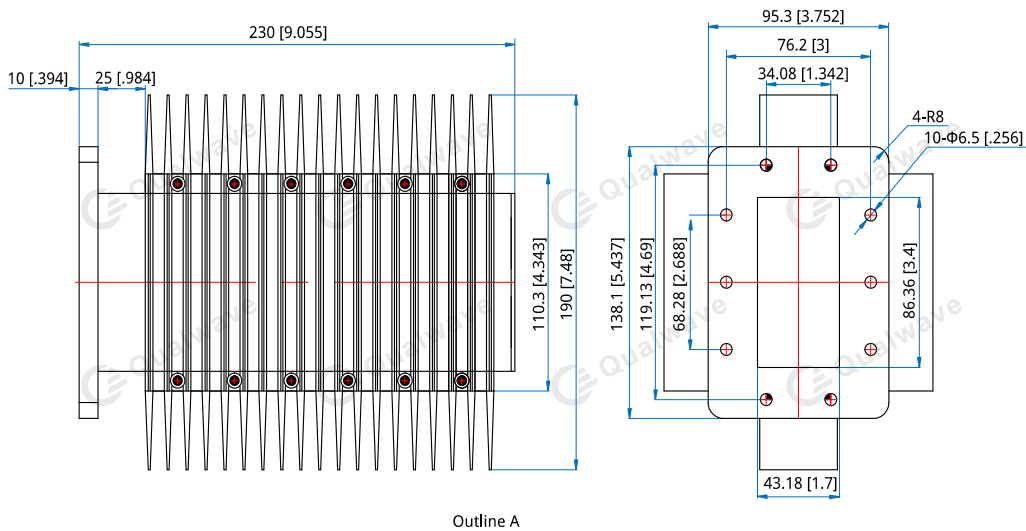 230 [9.055]
10 [.394]
25 [.984]
110.3 [4.343]
190 [7.48]
95.3 [3.752]
76.2 [3]
34.08 [1.342]
4-R8
10-Φ6.5 [.256]
138.1 [5.437]
119.13 [4.69]
68.28 [2.688]
86.36 [3.4]
43.18 [1.7]
Qualwave
Qualwave
Qualwave
Qualwave
Qualwave
Qualwave
Qualwave
Qualwave
Outline A